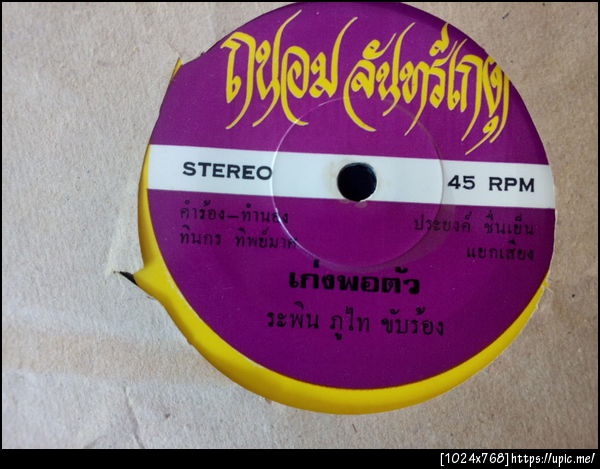 ถนอม จันทรีเกตุ
STEREO 45 RPM
คำร้อง-ทำนอง ประยงค์ ชื่นเย็น
ทินกร ทิพย์มาศ แยกเสียง
เก่งพอตัว
ระพิน ภูไท ขับร้อง
[1024x768]https://upic.me/